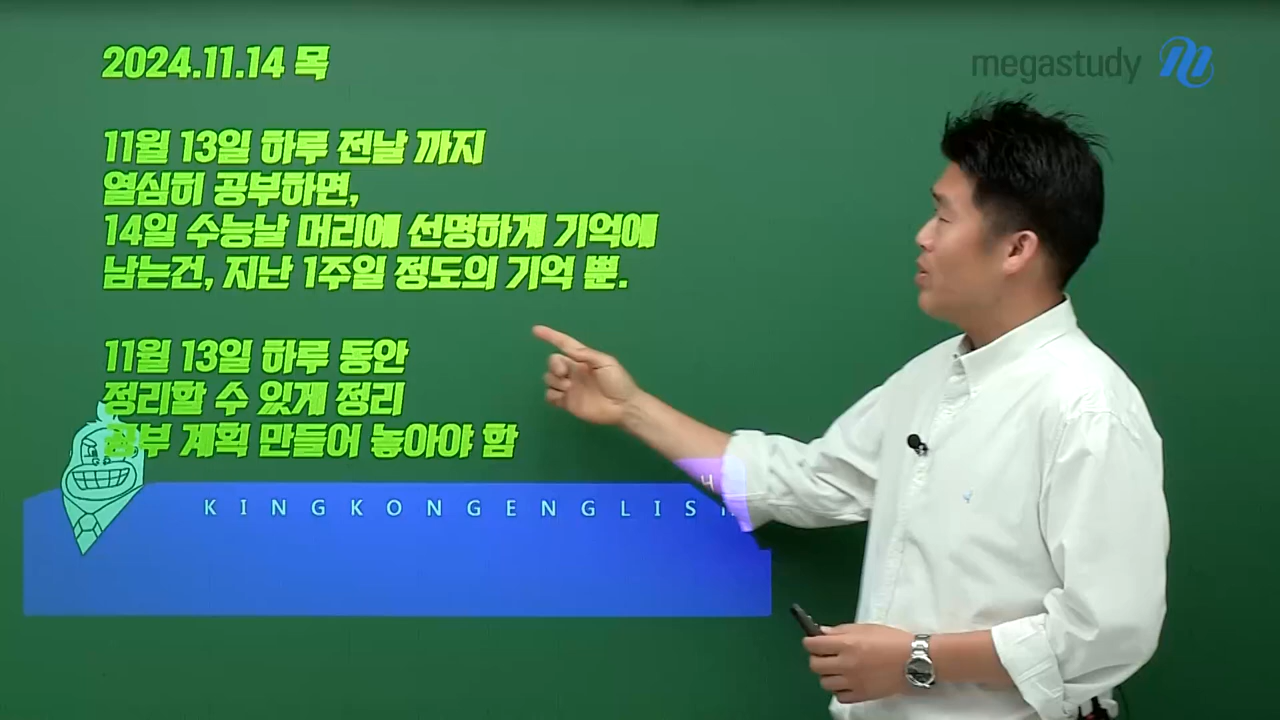 2024.11.14 목
megastudy
11월 13일 하루 전날 까지
열심히 공부하면,
14일 수능날 머리에 선명하게 기억에
남는건, 지난 1주일 정도의 기억 뿐.
11월 13일 하루 동안
정리할 수 있게 정리
공부 계획 만들어 놓아야 함
KINGKONGENGLISH